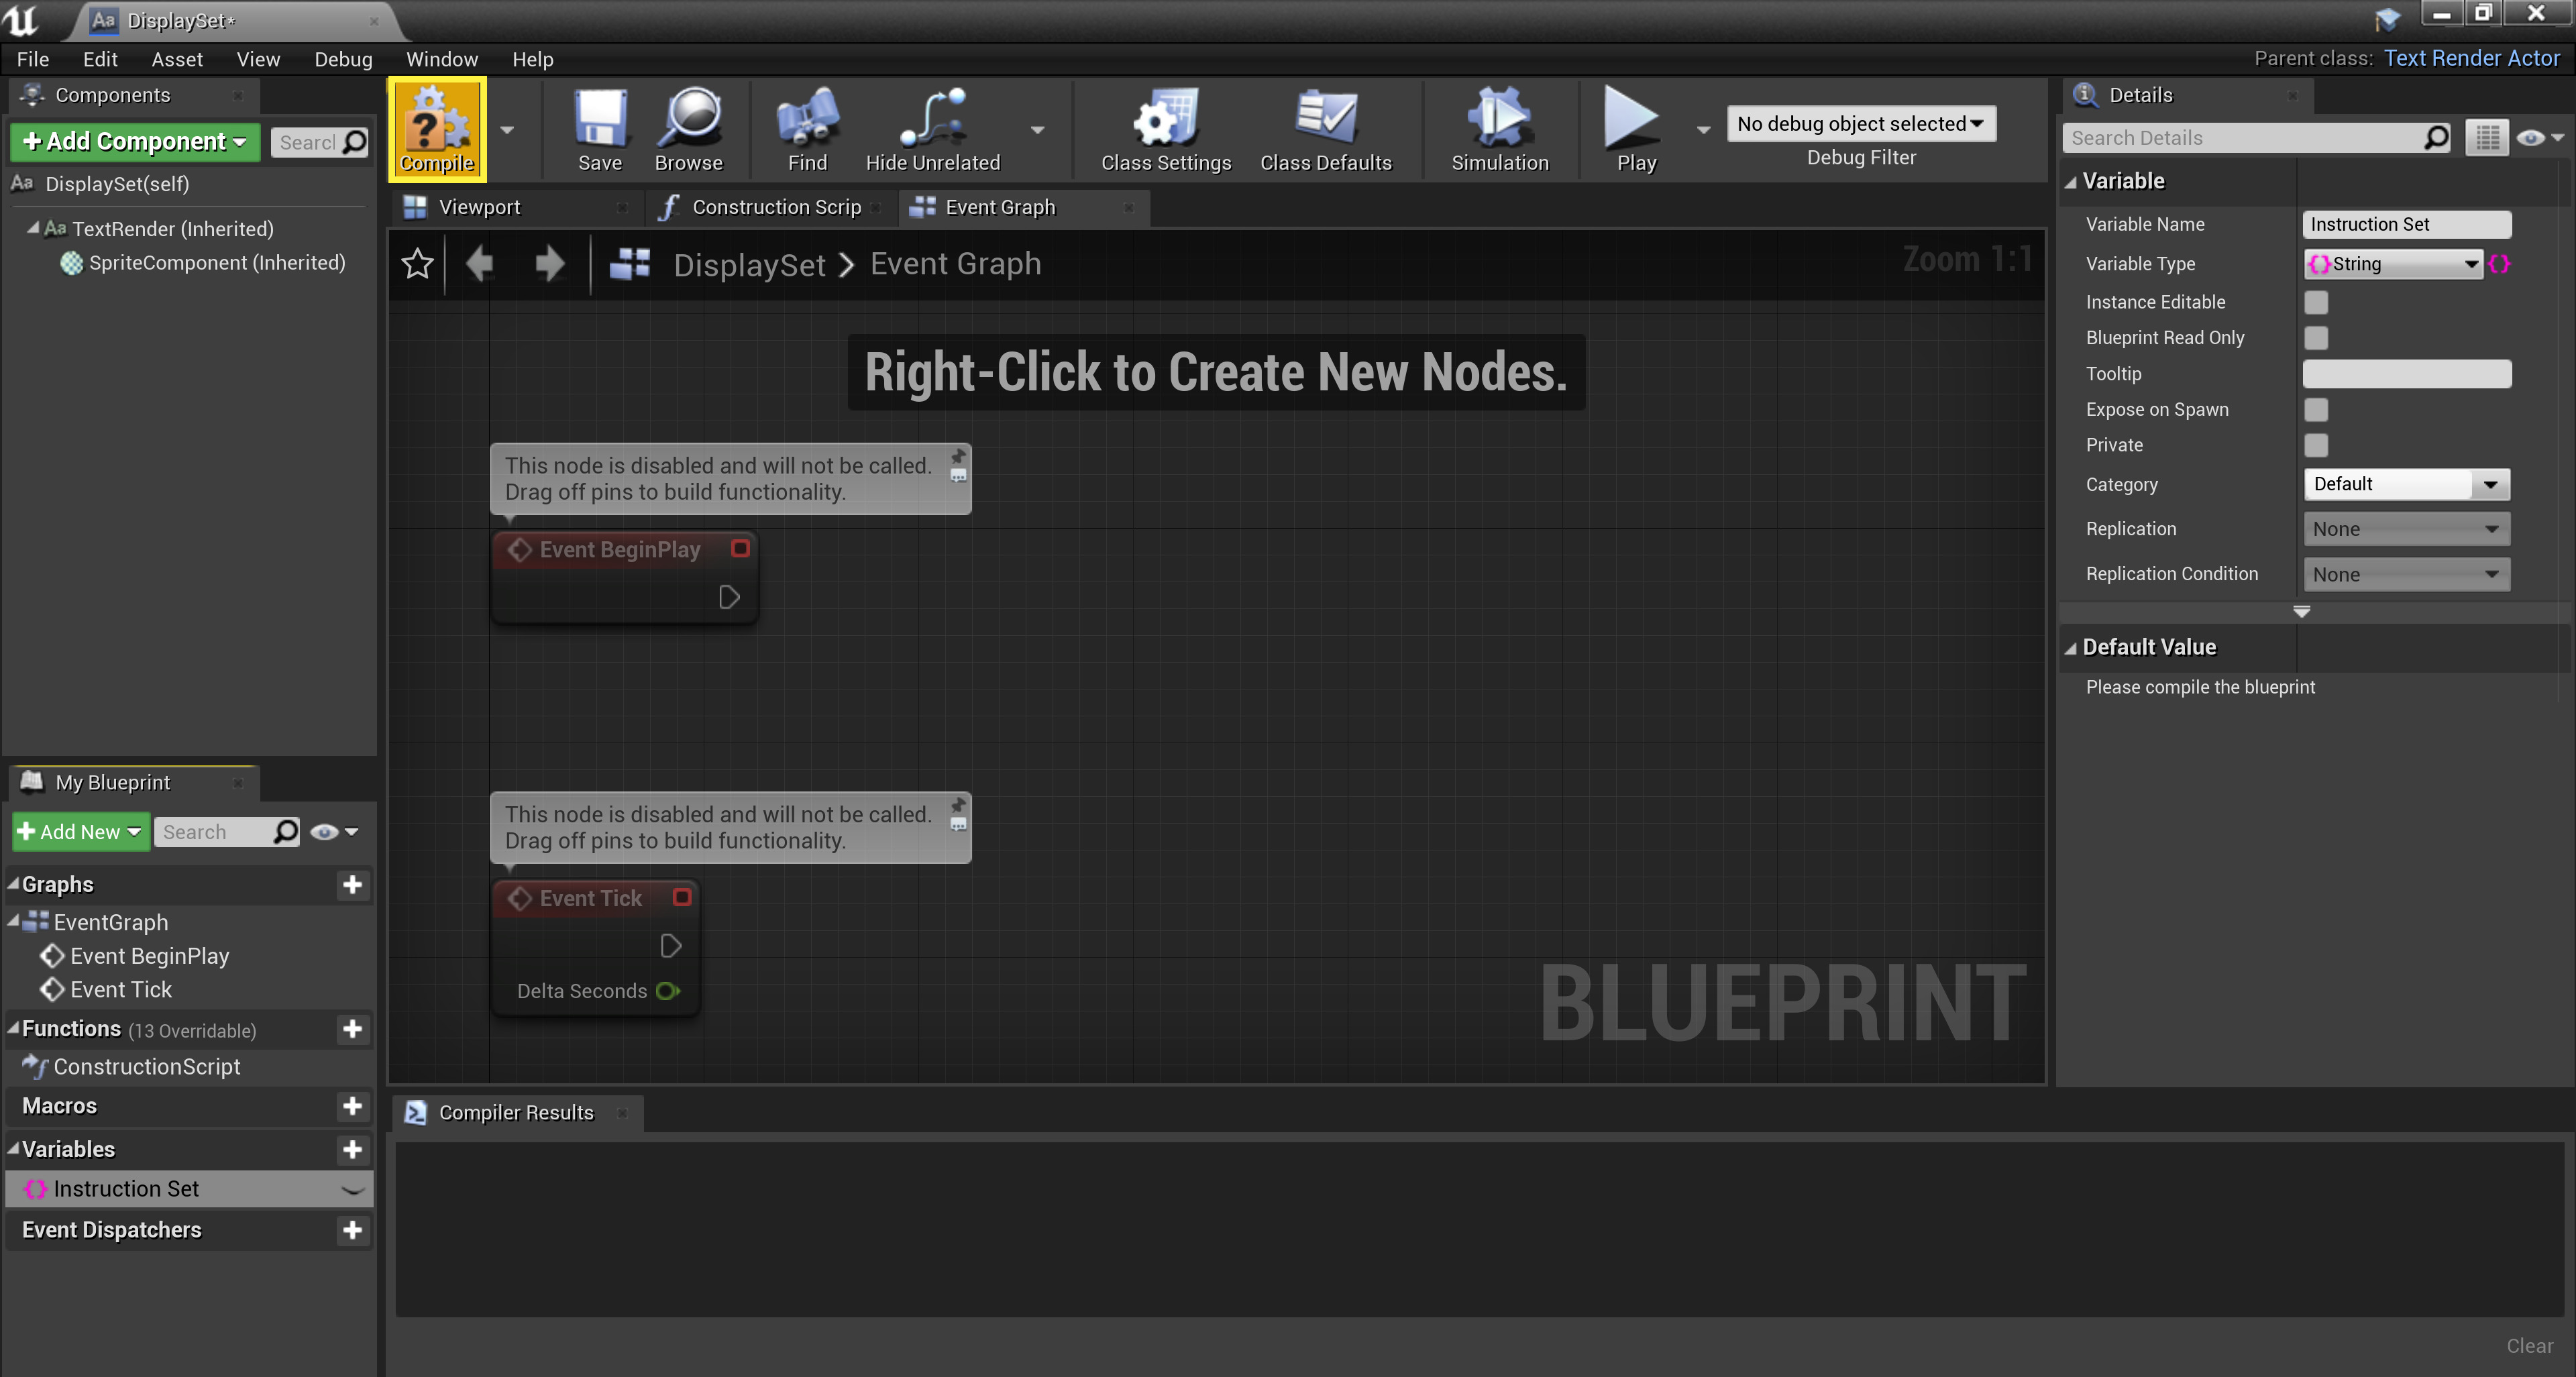 DisplaySet*
File Edit Asset View Debug Window Help
Parent class: Text Render Actor
Components
+Add Component
Searcl
DisplaySet(self)
TextRender (Inherited)
SpriteComponent (Inherited)
Compile
Save
Browse
Find
Hide Unrelated
Class Settings
Class Defaults
Simulation
Play
No debug object selected
Debug Filter
Viewport
Construction Scrip
Event Graph
DisplaySet > Event Graph
Zoom 1:1
Right-Click to Create New Nodes.
This node is disabled and will not be called.
Drag off pins to build functionality.
Event BeginPlay
This node is disabled and will not be called.
Drag off pins to build functionality.
Event Tick
Delta Seconds
BLUEPRINT
My Blueprint
+ Add New
Search
Graphs
EventGraph
Event BeginPlay
Event Tick
Functions (13 Overridable)
ConstructionScript
Macros
Variables
Instruction Set
Event Dispatchers
Compiler Results
Clear
Details
Search Details
Variable
Variable Name Instruction Set
Variable Type String
Instance Editable
Blueprint Read Only
Tooltip
Expose on Spawn
Private
Category Default
Replication None
Replication Condition None
Default Value
Please compile the blueprint